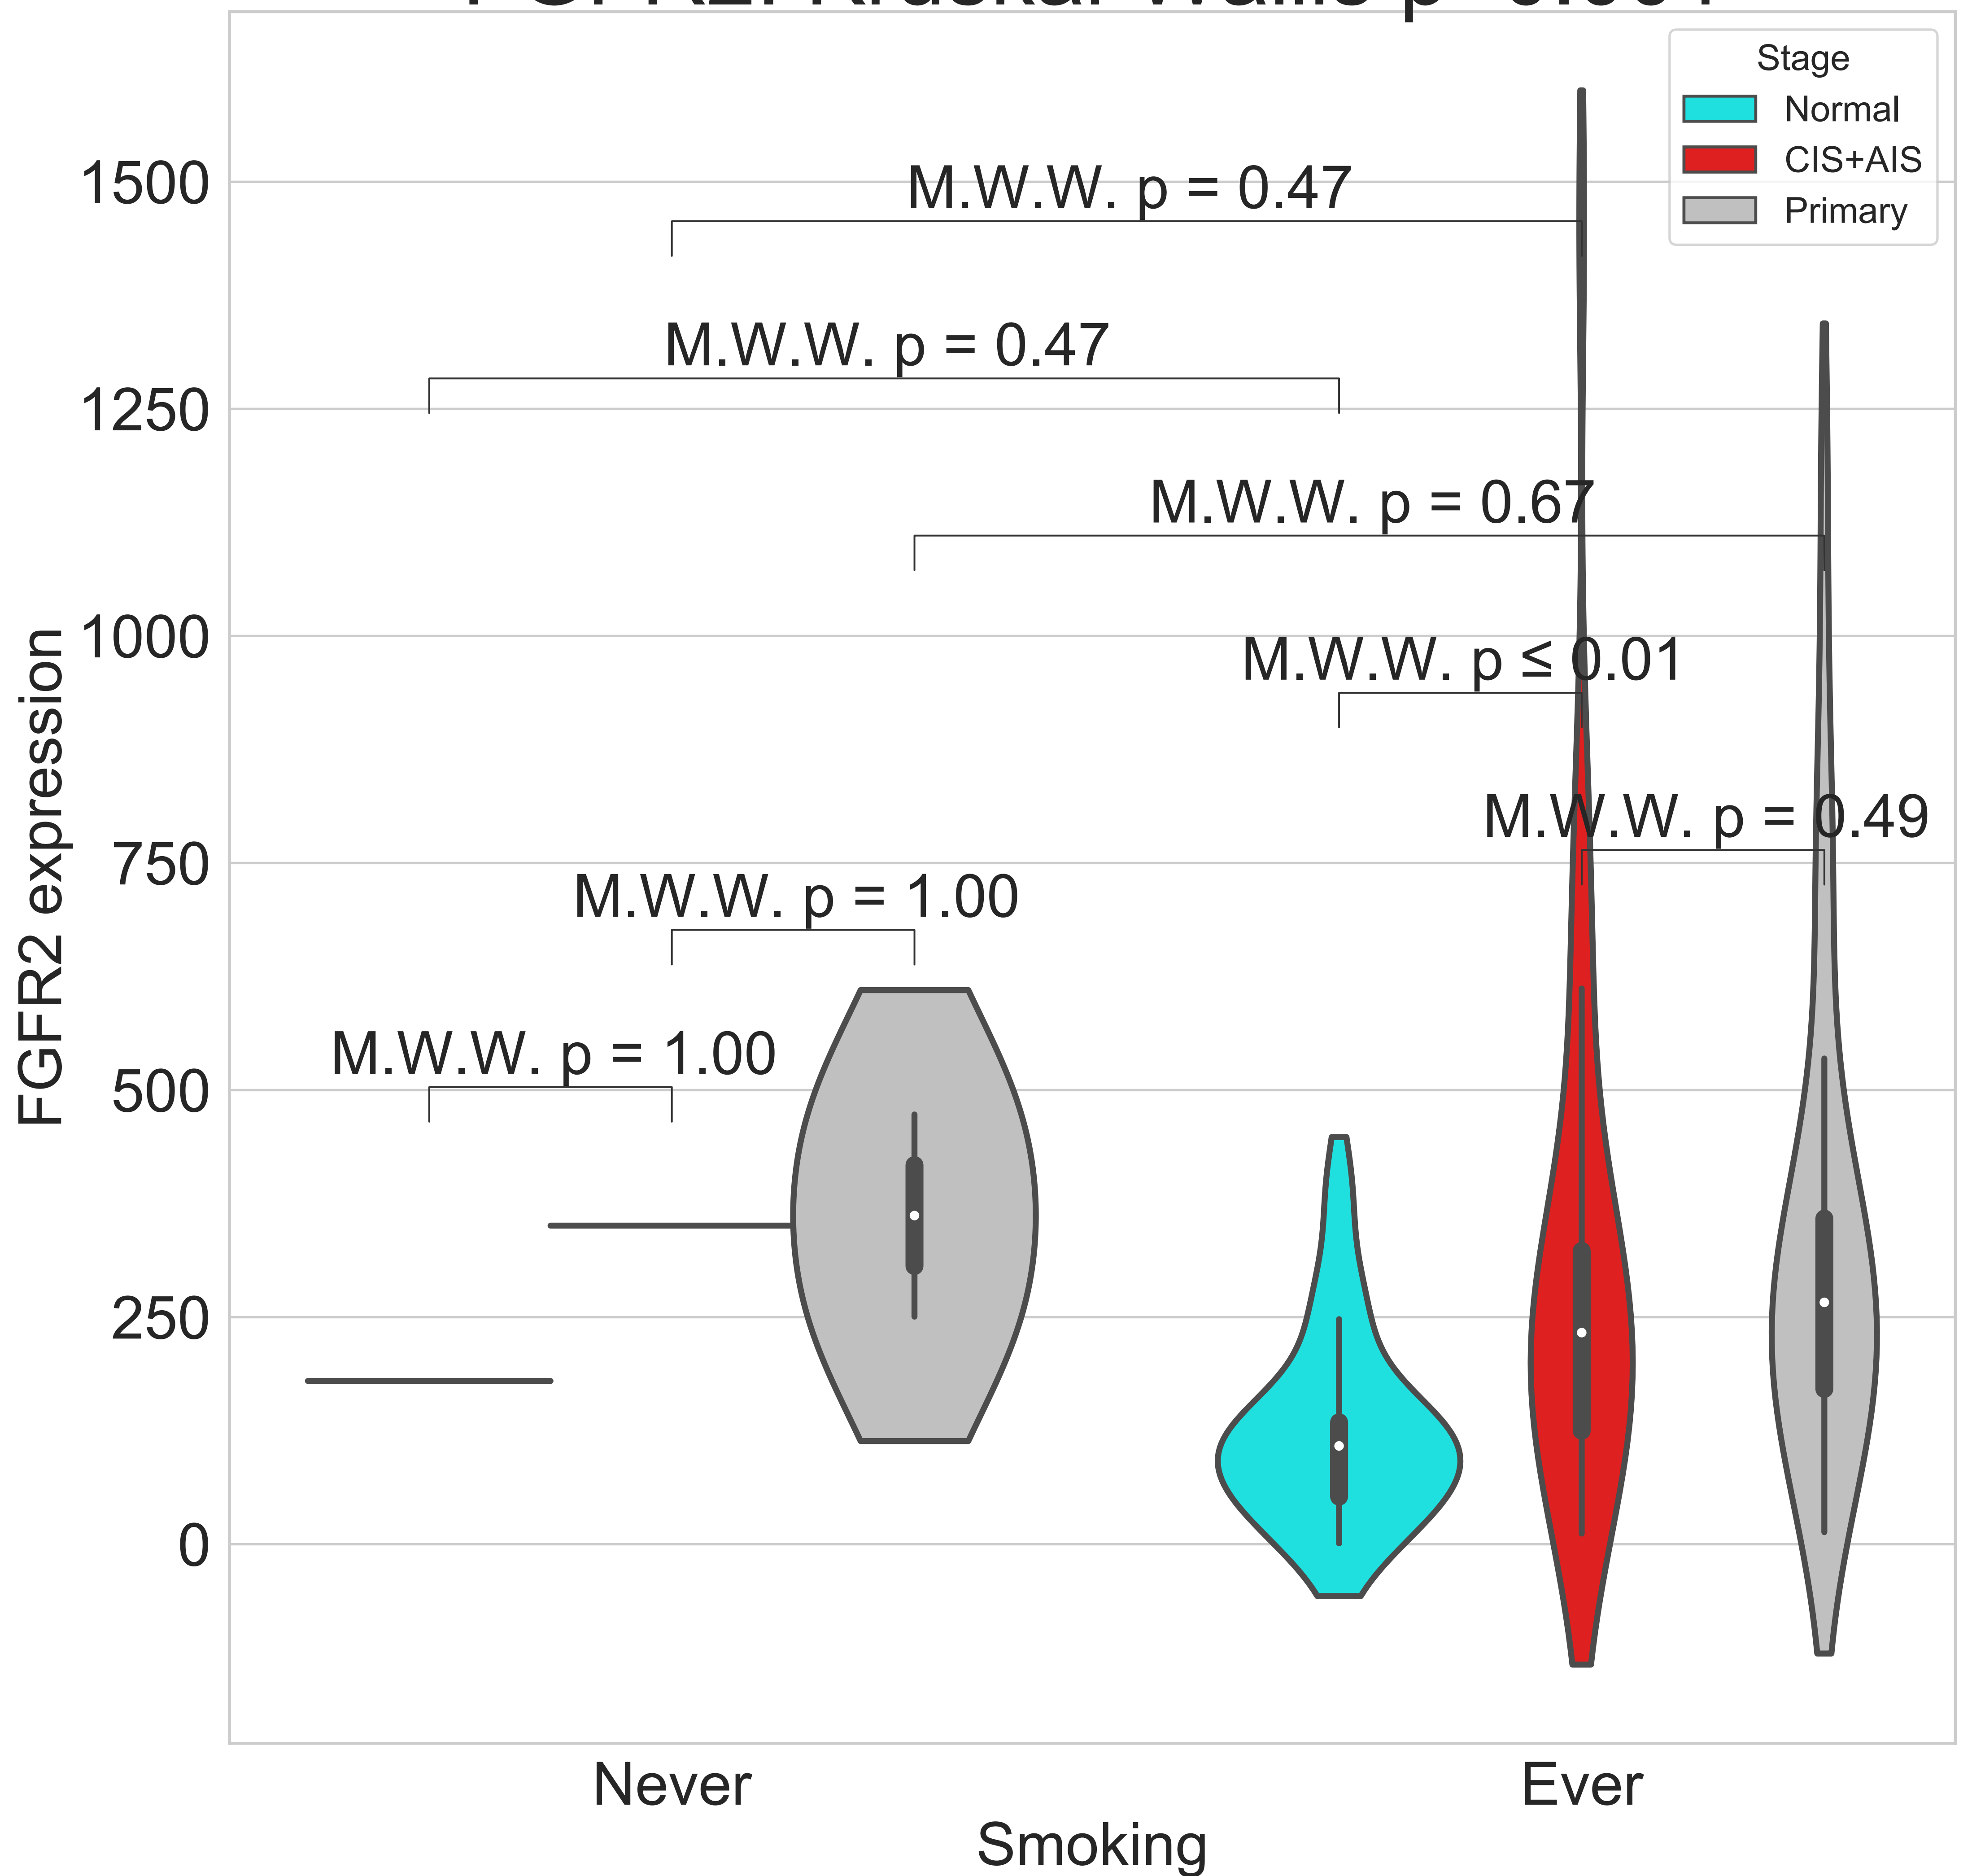 Stage
Normal
CIS+AIS
Primary
1500
1250
1000
750
500
250
0
FGFR2 expression
M.W.W. p = 0.47
M.W.W. p = 0.47
M.W.W. p = 0.67
M.W.W. p ≤ 0.01
M.W.W. p = 0.49
M.W.W. p = 1.00
M.W.W. p = 1.00
Never
Ever
Smoking